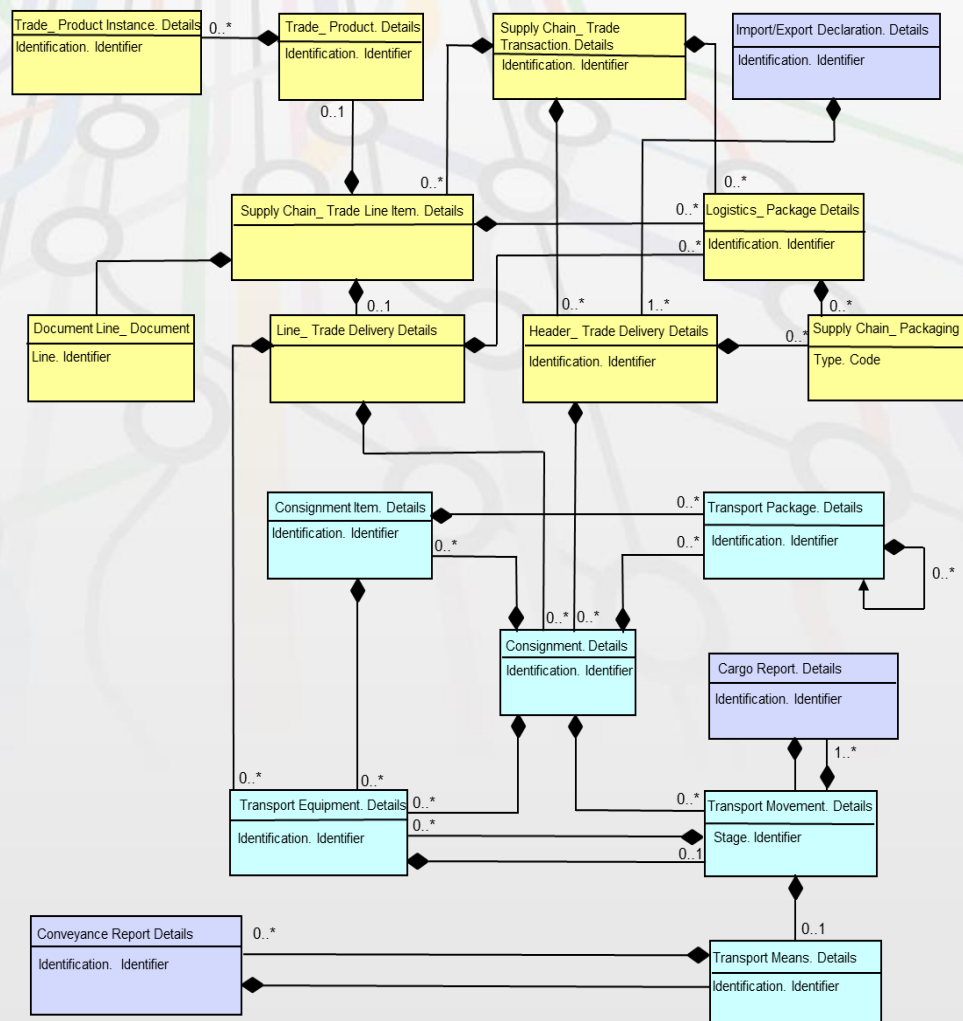 Trade_ Product Instance. Details
Identification. Identifier
0..*
Trade_ Product. Details
Identification. Identifier
0..1
Supply Chain_ Trade
Transaction. Details
Identification. Identifier
Import/Export Declaration. Details
Identification. Identifier
0..*
0..*
Supply Chain_ Trade Line Item. Details
0..*
Logistics_ Package Details
Identification. Identifier
0..*
0..1
0..*
1..*
0..*
Document Line_ Document
Line. Identifier
Line_ Trade Delivery Details
Header_ Trade Delivery Details
Identification. Identifier
0..*
Supply Chain_ Packaging
Type. Code
Consignment Item. Details
Identification. Identifier
0..*
0..*
Transport Package. Details
Identification. Identifier
0..*
0..*
0..*
0..*
Consignment. Details
Identification. Identifier
Cargo Report. Details
Identification. Identifier
1..*
0..*
0..*
Transport Equipment. Details
Identification. Identifier
0..*
0..*
0..*
0..1
Transport Movement. Details
Stage. Identifier
0..1
Conveyance Report Details
Identification. Identifier
0..*
Transport Means. Details
Identification. Identifier